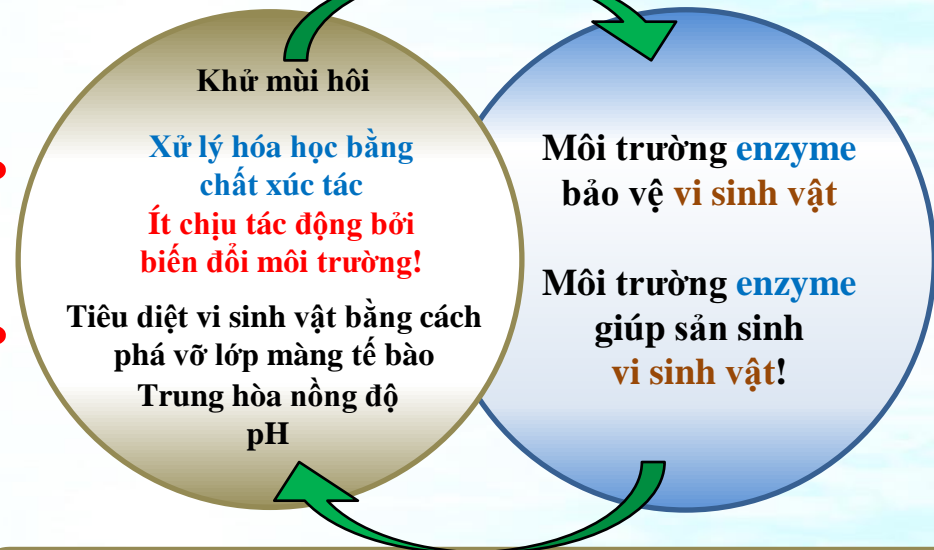 Khử mùi hôi
Xử lý hóa học bằng
chất xúc tác
Ít chịu tác động bởi
biến đổi môi trường!
Tiêu diệt vi sinh vật bằng cách
phá vỡ lớp màng tế bào
Trung hòa nồng độ
pH
Môi trường enzyme
bảo vệ vi sinh vật
Môi trường enzyme
giúp sản sinh
vi sinh vật!